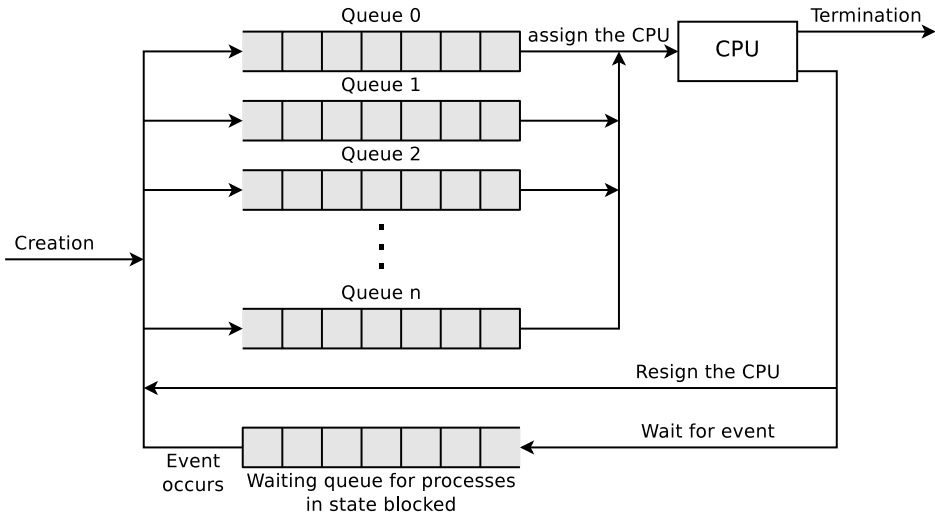 Queue 0
Termination
assign the CPU
CPU
Queue 1
Queue 2
Creation
Queue n
Resign the CPU
Wait for event
Event
occurs
Waiting queue for processes
in state blocked